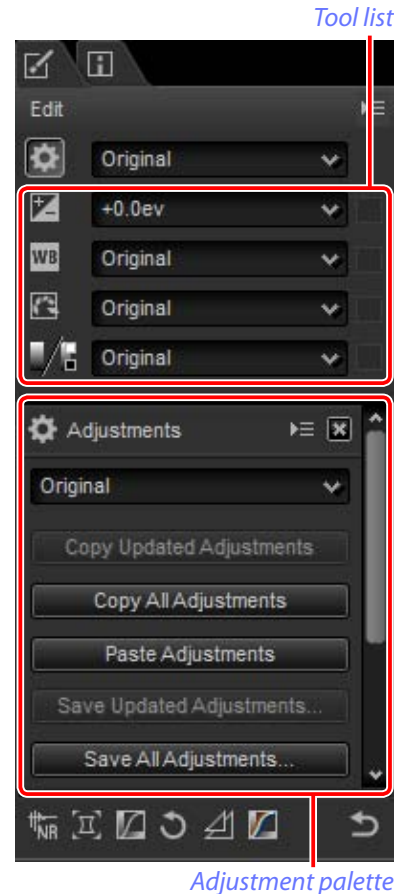 Tool list
Edit
Original
+0.0ev
WB Original
Original
Original
Adjustments
Original
Copy Updated Adjustments
Copy All Adjustments
Paste Adjustments
Save Updated Adjustments...
Save All Adjustments...
NR
Adjustment palette